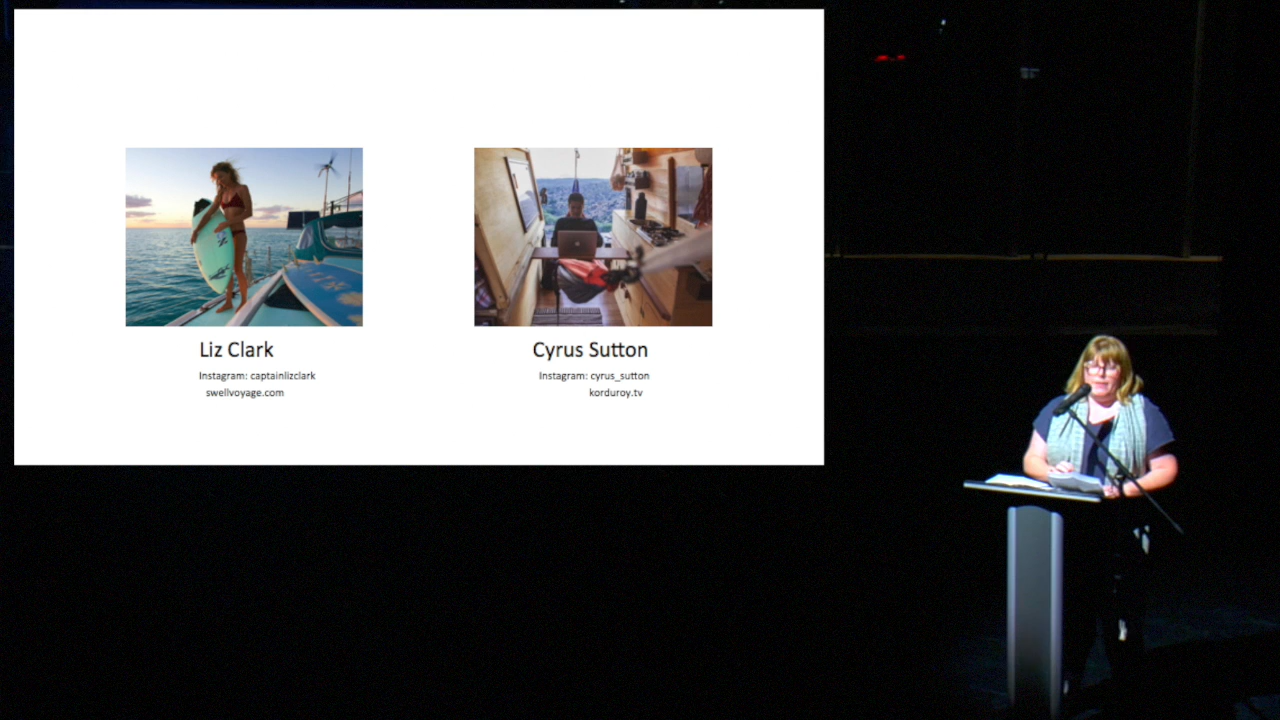 Liz Clark
Instagram: captainlizclark
swellvoyage.com
Cyrus Sutton
Instagram: cyrus_sutton
korduroy.tv